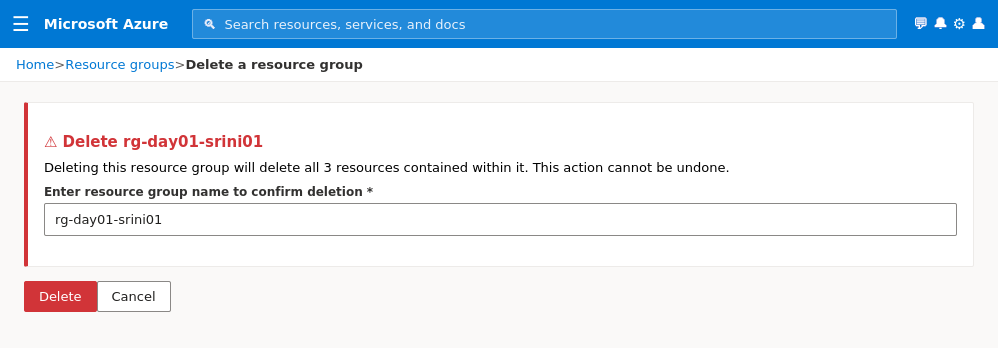 Microsoft Azure
Search resources, services, and docs
Home>Resource groups>Delete a resource group
⚠ Delete rg-day01-srini01
Deleting this resource group will delete all 3 resources contained within it. This action cannot be undone.
Enter resource group name to confirm deletion *
rg-day01-srini01
Delete Cancel